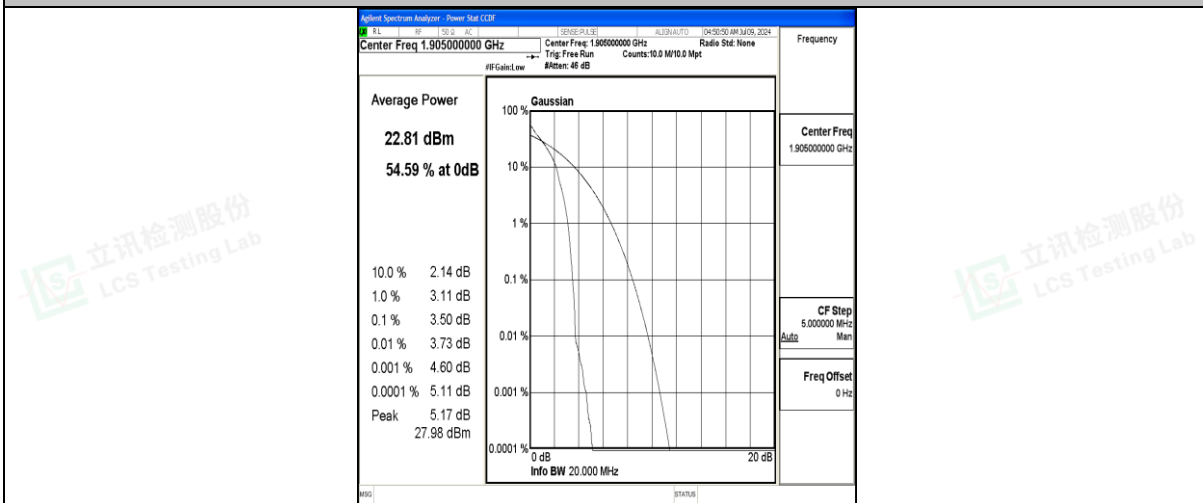 Agilent Spectrum Analyzer - Power Stat CCDF
RL RF 50 Ω AC SENSE:PULSE ALIGN AUTO 04:50:50 AM Jul 09, 2024
Center Freq 1.905000000 GHz
Center Freq: 1.905000000 GHz Radio Std: None
Trig: Free Run Counts:10.0 M/10.0 Mpt
#IFGain:Low #Atten: 46 dB
Frequency
Average Power
22.81 dBm
54.59 % at 0dB
10.0 % 2.14 dB
1.0 % 3.11 dB
0.1 % 3.50 dB
0.01 % 3.73 dB
0.001 % 4.60 dB
0.0001 % 5.11 dB
Peak 5.17 dB
27.98 dBm
Gaussian
100 %
10 %
1 %
0.1 %
0.01 %
0.001 %
0.0001 %
0 dB 20 dB
Info BW 20.000 MHz
Center Freq
1.905000000 GHz
CF Step
5.000000 MHz
Auto Man
Freq Offset
0 Hz
MSG STATUS
立讯检测股份
LCS Testing Lab
立讯检测股份
LCS Testing Lab